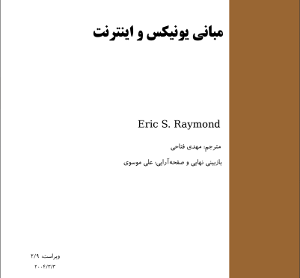 مبانی یونیکس و اینترنت
Eric S. Raymond
مترجم: مهدی فتاحی
بازبینی نهایی و صفحه‌آرایی: علی موسوی
ویراست: ۲/۹
۲۰۰۴/۳/۳